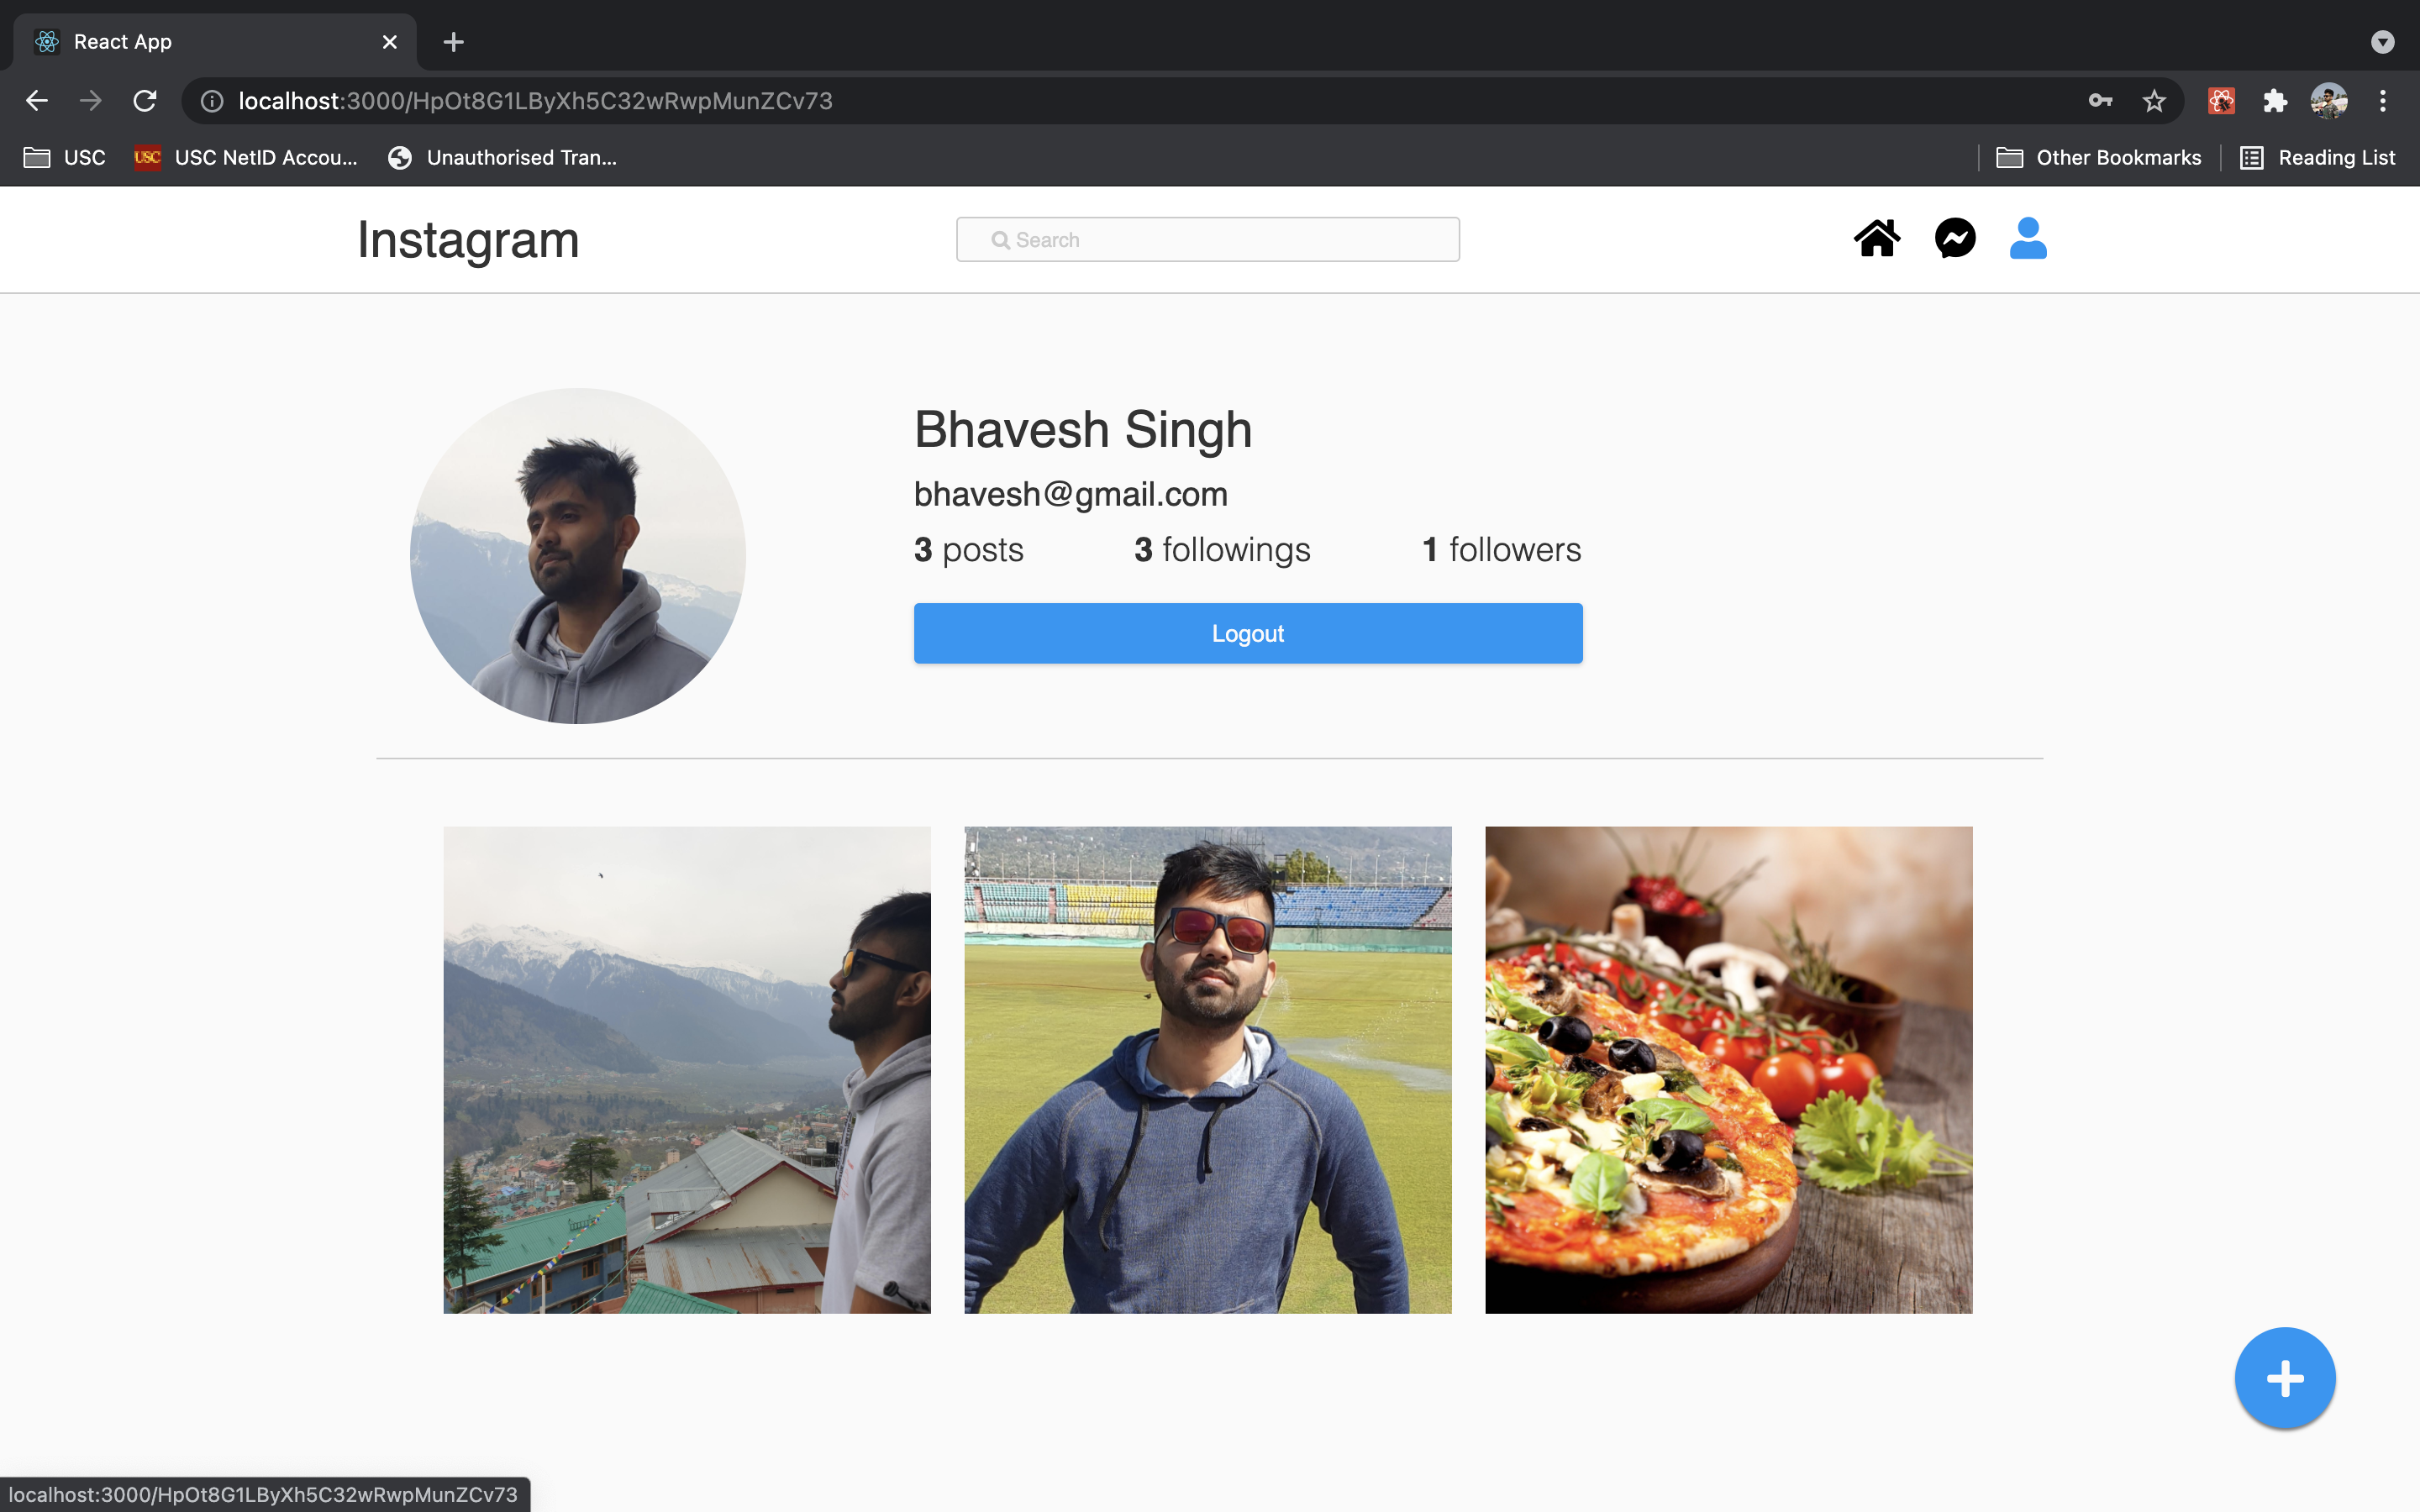 React App
localhost:3000/HpOt8G1LByXh5C32wRwpMunZCv73
USC
USC
USC NetID Accou...
Unauthorised Tran...
Other Bookmarks
Reading List
Instagram
Search
Bhavesh Singh
bhavesh@gmail.com
3 posts 3 followings 1 followers
Logout
localhost:3000/HpOt8G1LByXh5C32wRwpMunZCv73